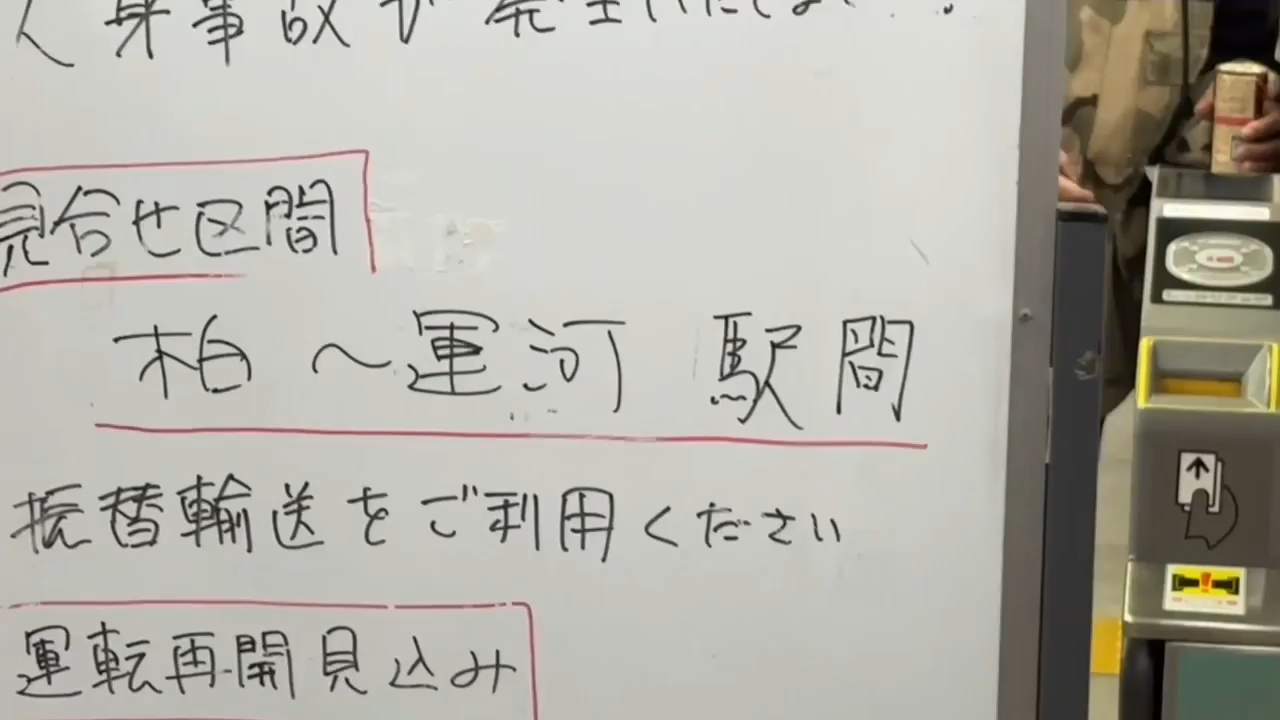 人身事故が発生いたしま
見合せ区間
柏～運河 駅間
振替輸送をご利用ください
運転再開見込み